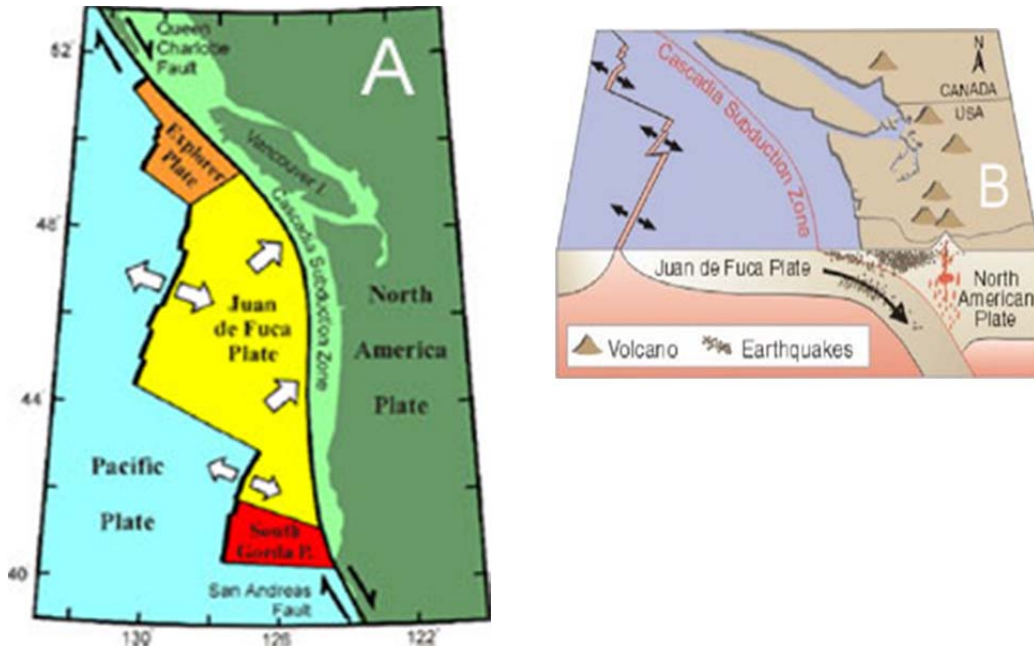 A
Queen
Charlotte
Fault
52°
Explorer
Plate
Vancouver I.
Cascadia Subduction Zone
48°
Juan
de Fuca
Plate
North
America
Plate
44°
Pacific
Plate
South
Gorda P.
40°
San Andreas
Fault
130°
126°
122°
Cascadia Subduction Zone
N
CANADA
USA
B
Juan de Fuca Plate
North
American
Plate
Volcano
Earthquakes